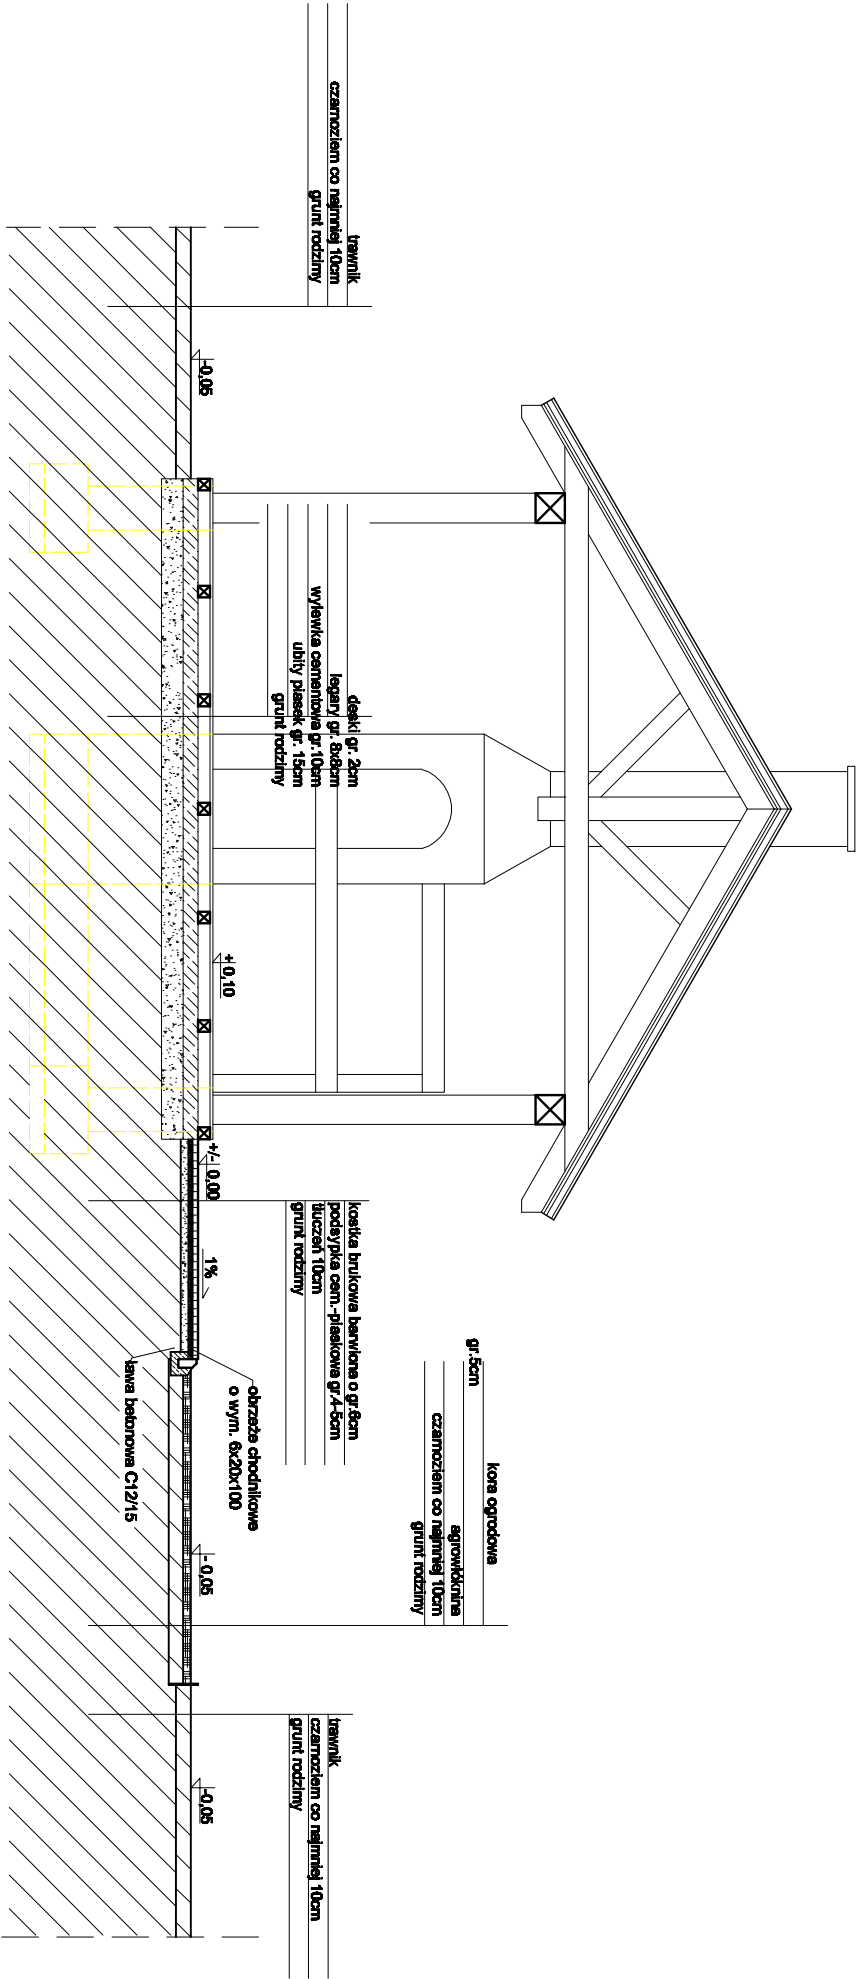 trawnik
czarnoziem co najmniej 10cm
grunt rodzimy
-0,05
deski gr. 2cm
legary gr. 8x8cm
wylewka cementowa gr.10cm
ubity piasek gr. 15cm
grunt rodzimy
+ 0,10
+/- 0,00
kostka brukowa barwiona o gr.6cm
podsypka cem.-piaskowa gr.4-5cm
tłuczeń 10cm
grunt rodzimy
1%
obrzeże chodnikowe
o wym. 6x20x100
ława betonowa C12/15
kora ogrodowa
gr.5cm
agrowłóknina
czarnoziem co najmniej 10cm
grunt rodzimy
- 0,05
trawnik
czarnoziem co najmniej 10cm
grunt rodzimy
-0,05